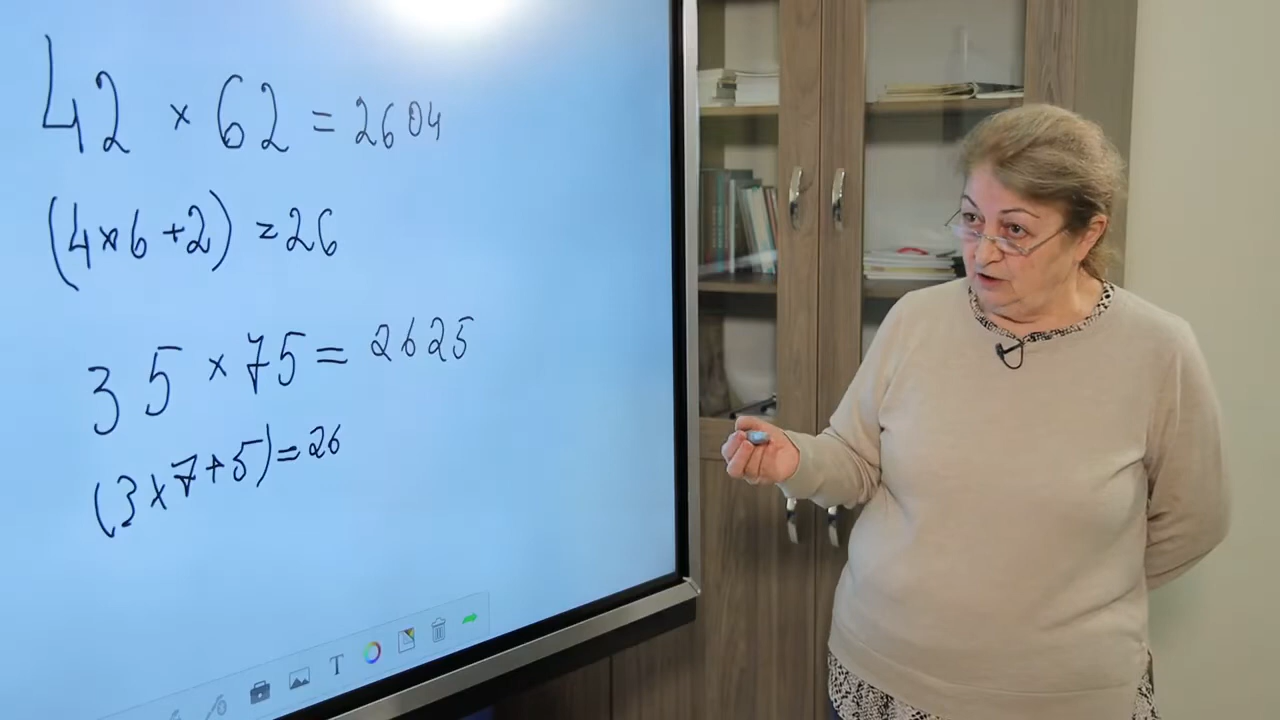 42 × 62 = 2604
(4×6+2) = 26
35 × 75 = 2625
(3×7+5) = 26
T